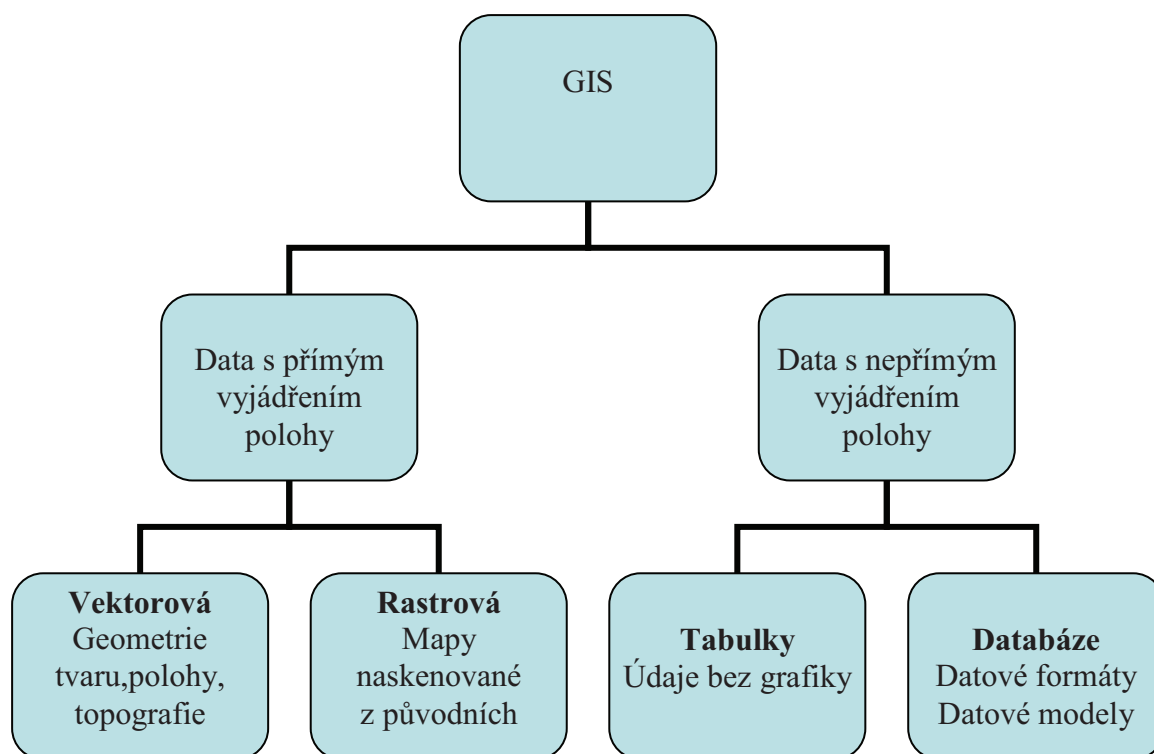 GIS
Data s přímým
vyjádřením
polohy
Data s nepřímým
vyjádřením
polohy
Vektorová
Geometrie
tvaru,polohy,
topografie
Rastrová
Mapy
naskenované
z původních
Tabulky
Údaje bez grafiky
Databáze
Datové formáty
Datové modely